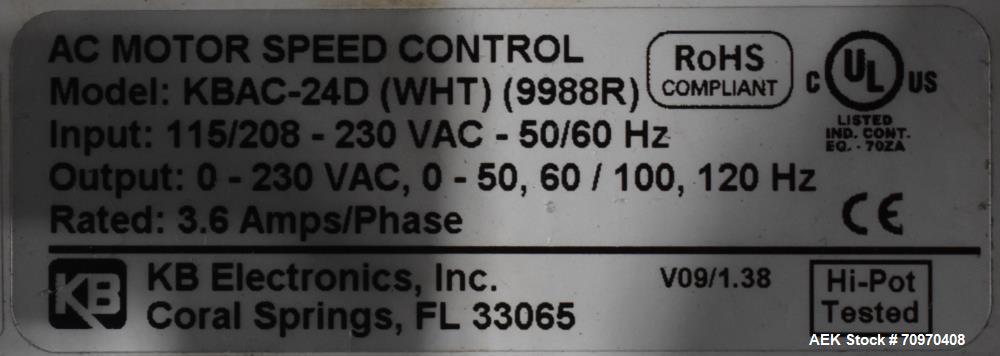 AC MOTOR SPEED CONTROL
Model: KBAC-24D (WHT) (9988R)
Input: 115/208 - 230 VAC - 50/60 Hz
Output: 0 - 230 VAC, 0 - 50, 60 / 100, 120 Hz
Rated: 3.6 Amps/Phase
RoHS
COMPLIANT
C UL US
LISTED
IND. CONT.
EQ. - 70ZA
CE
KB
KB Electronics, Inc.
Coral Springs, FL 33065
V09/1.38
Hi-Pot
Tested
AEK Stock # 70970408